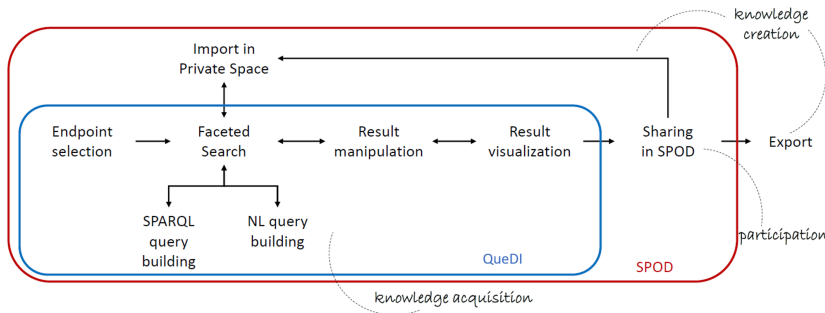 knowledge
creation
Import in
Private Space
Endpoint
selection
Faceted
Search
Result
manipulation
Result
visualization
Sharing
in SPOD
Export
SPARQL
query
building
NL query
building
participation
QueDI
SPOD
knowledge acquisition